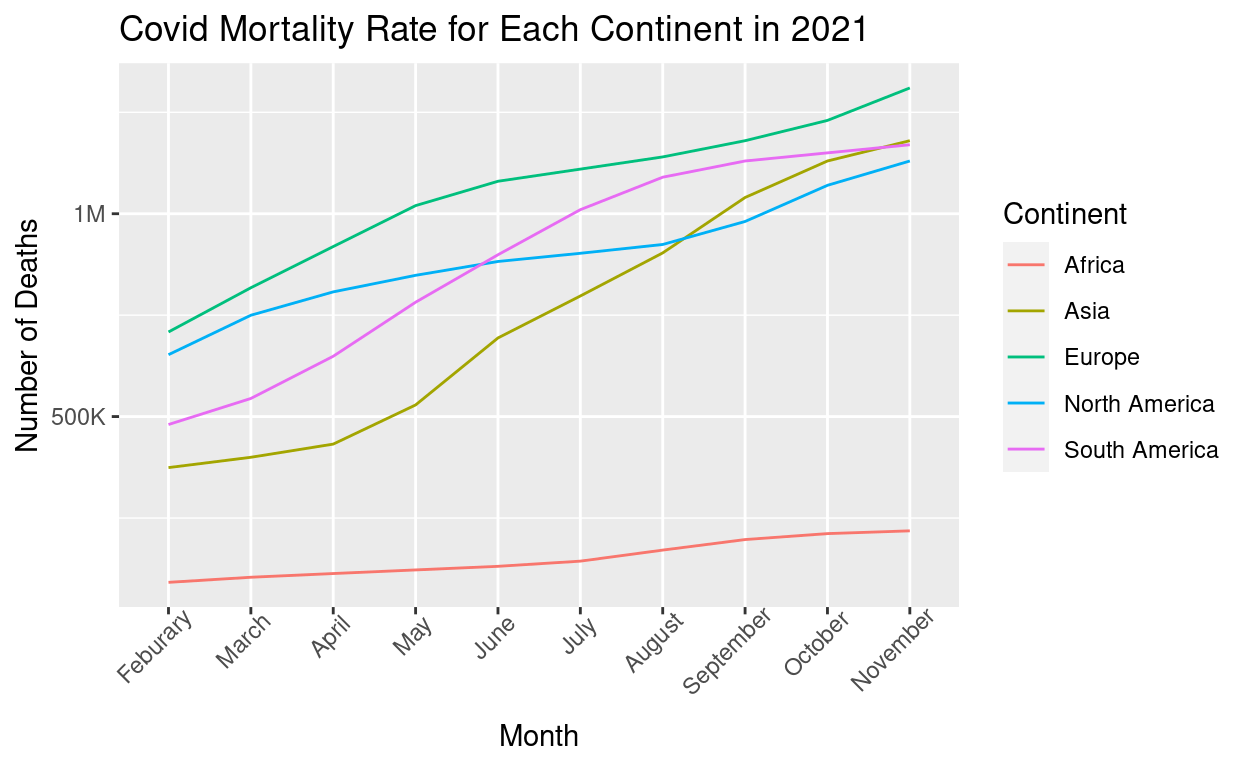 Covid Mortality Rate for Each Continent in 2021
Number of Deaths
1M
500K
Feburary
March
April
May
June
July
August
September
October
November
Month
Continent
Africa
Asia
Europe
North America
South America